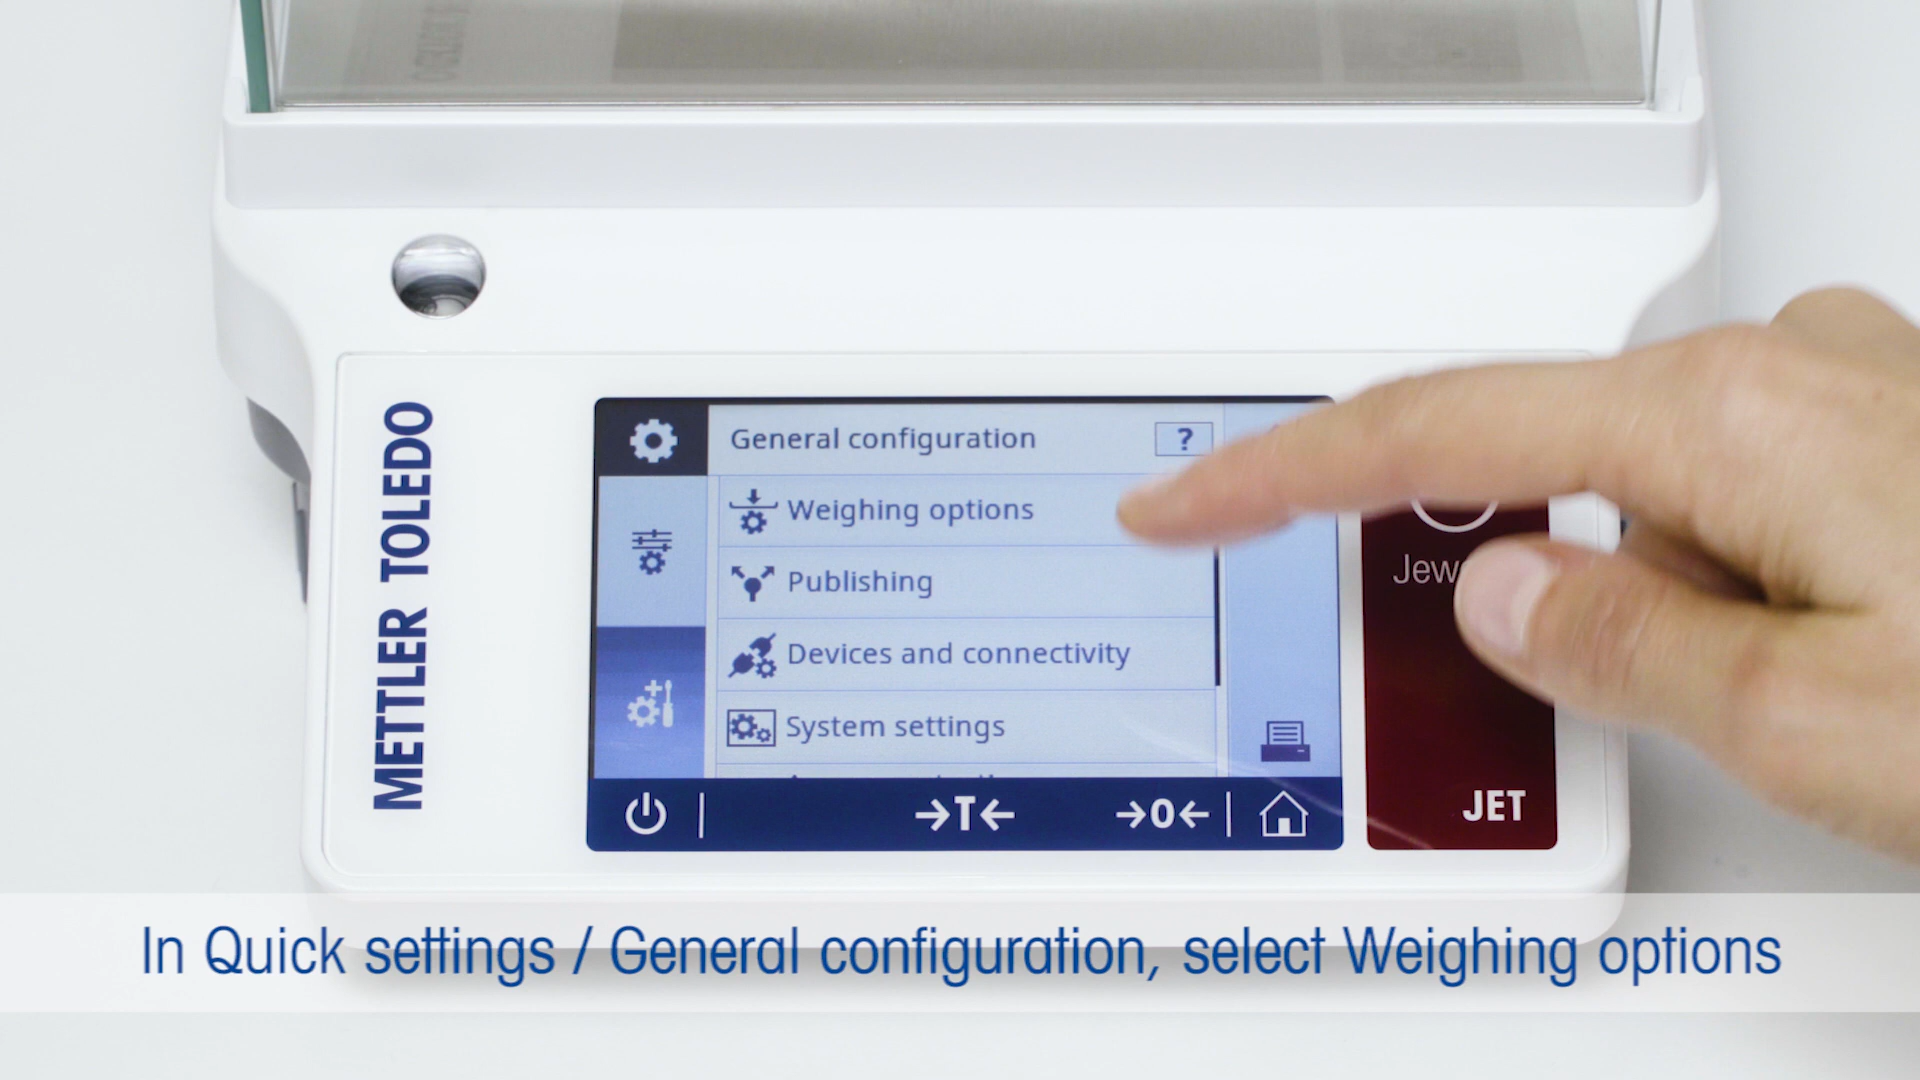 METTLER TOLEDO
General configuration ?
Weighing options
Publishing
Devices and connectivity
System settings
→T← →0←
JET
In Quick settings / General configuration, select Weighing options